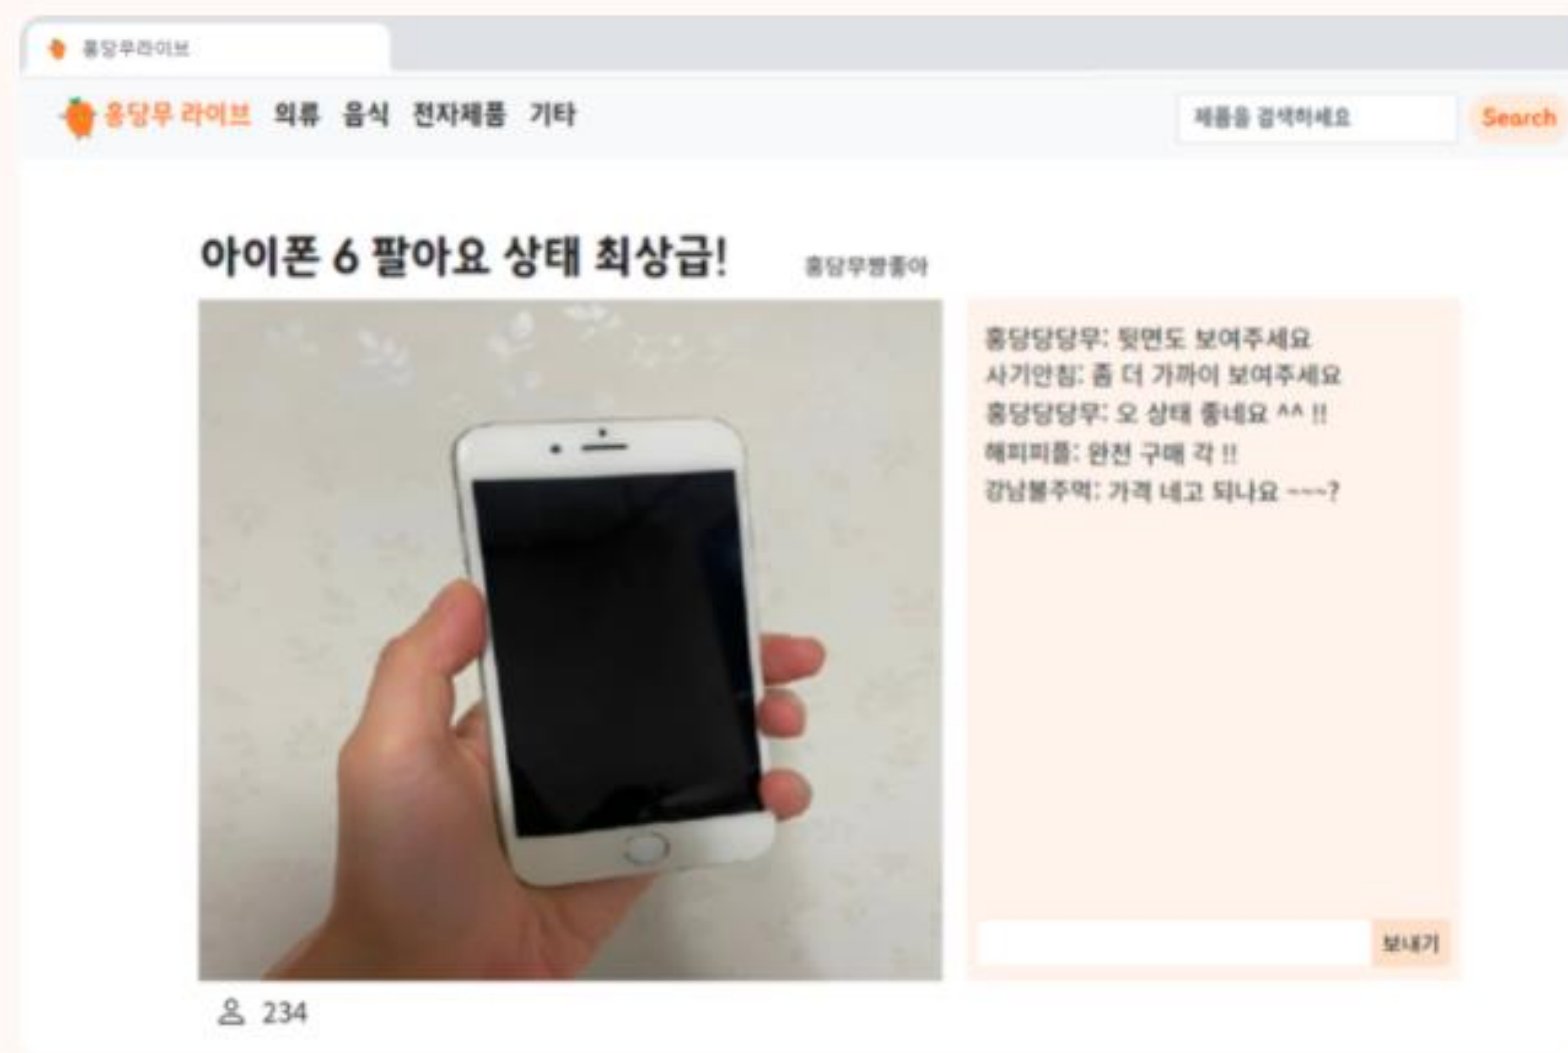 홍당무라이브
홍당무 라이브 의류 음식 전자제품 기타
제품을 검색하세요 Search
아이폰 6 팔아요 상태 최상급!
홍당무짱좋아
홍당당당무: 뒷면도 보여주세요
사기안침: 좀 더 가까이 보여주세요
홍당당당무: 오 상태 좋네요 ^^ !!
해피피플: 완전 구매 각 !!
강남불주먹: 가격 네고 되나요 ~~~?
보내기
234